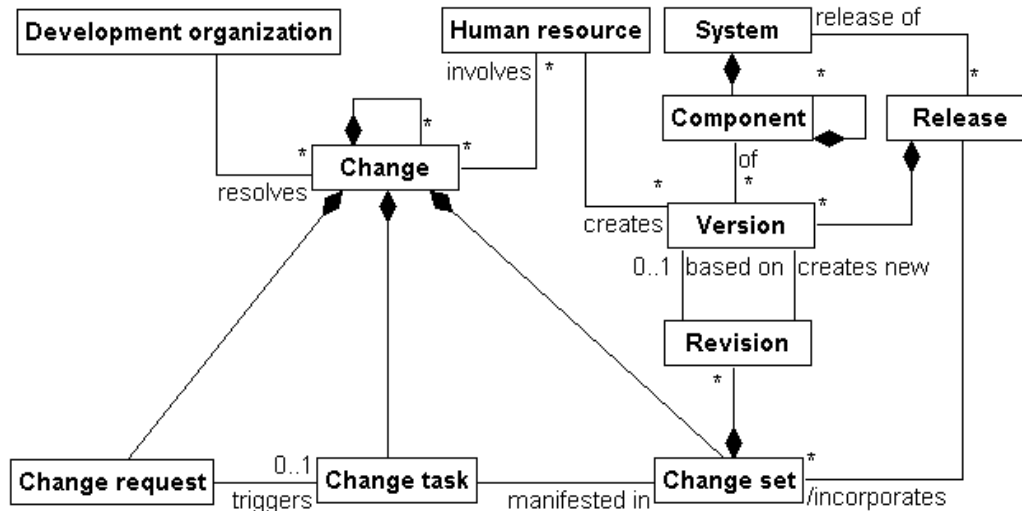 Development organization
Human resource
System
release of
involves *
*
*
*
Component
Release
*
*
Change
of
resolves
*
*
*
creates
Version
0..1 based on creates new
Revision
*
0..1
*
Change request
Change task
Change set
triggers
manifested in
/incorporates